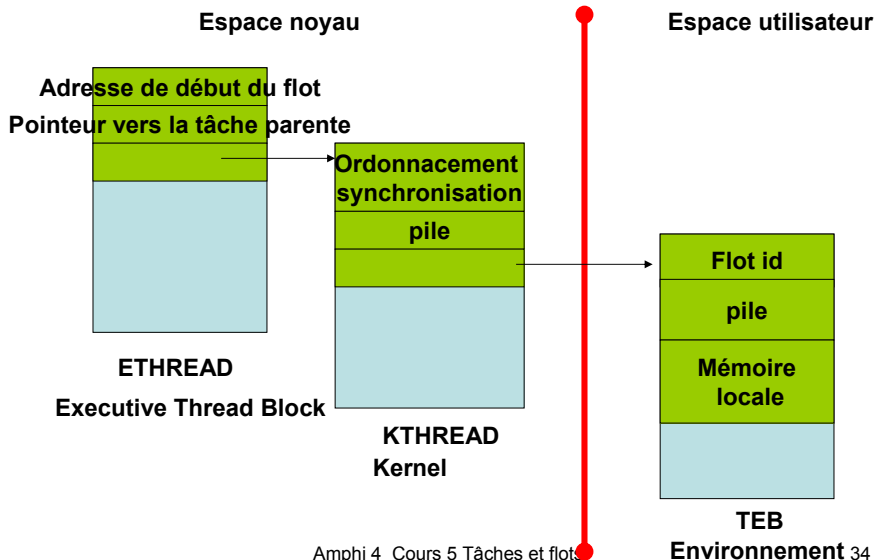 Espace noyau
Espace utilisateur
Adresse de début du flot
Pointeur vers la tâche parente
Ordonnacement
synchronisation
pile
Flot id
pile
Mémoire
locale
ETHREAD
Executive Thread Block
KTHREAD
Kernel
TEB
Environnement
Amphi 4 Cours 5 Tâches et flots
34